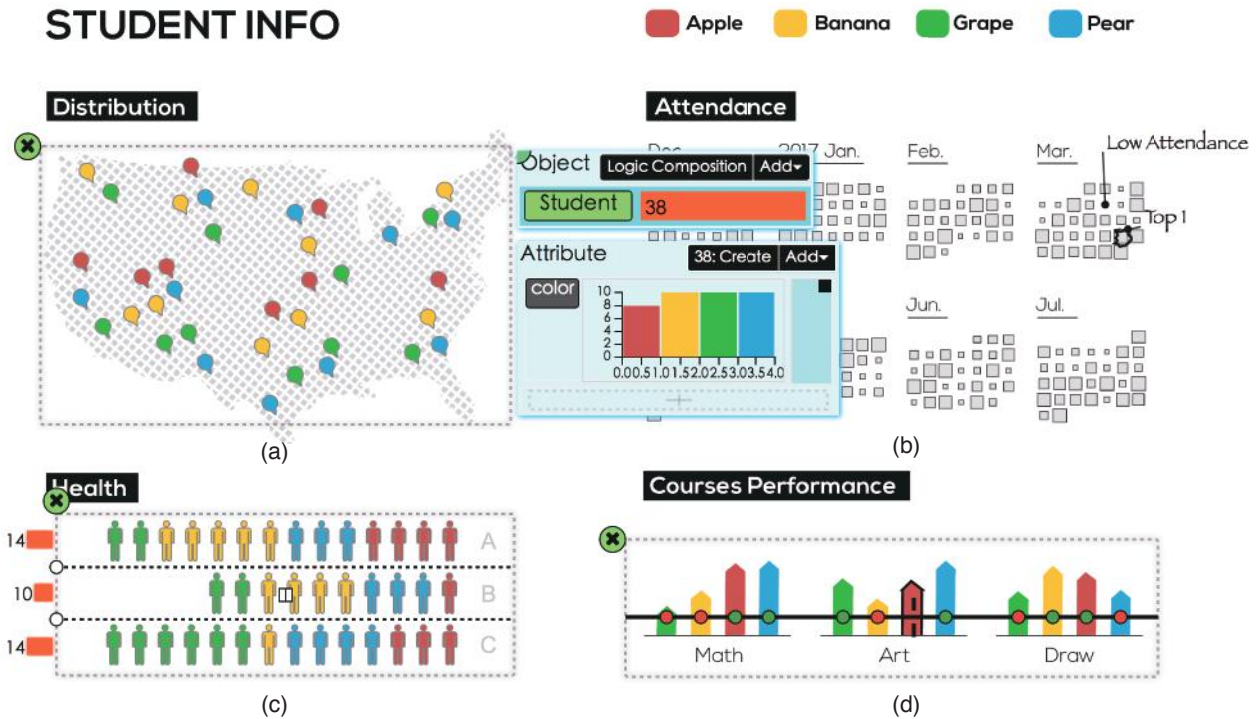 STUDENT INFO
Apple Banana Grape Pear
Distribution
Attendance
2017 Jan. Feb. Mar.
Low Attendance
Top 1
Object Logic Composition Add
Student 38
Attribute 38: Create Add
color
10
8
6
4
2
0
0.00.51.01.52.02.53.03.54.0
Jun. Jul.
(a)
(b)
Health
14 A
10 B
14 C
(c)
Courses Performance
Math Art Draw
(d)